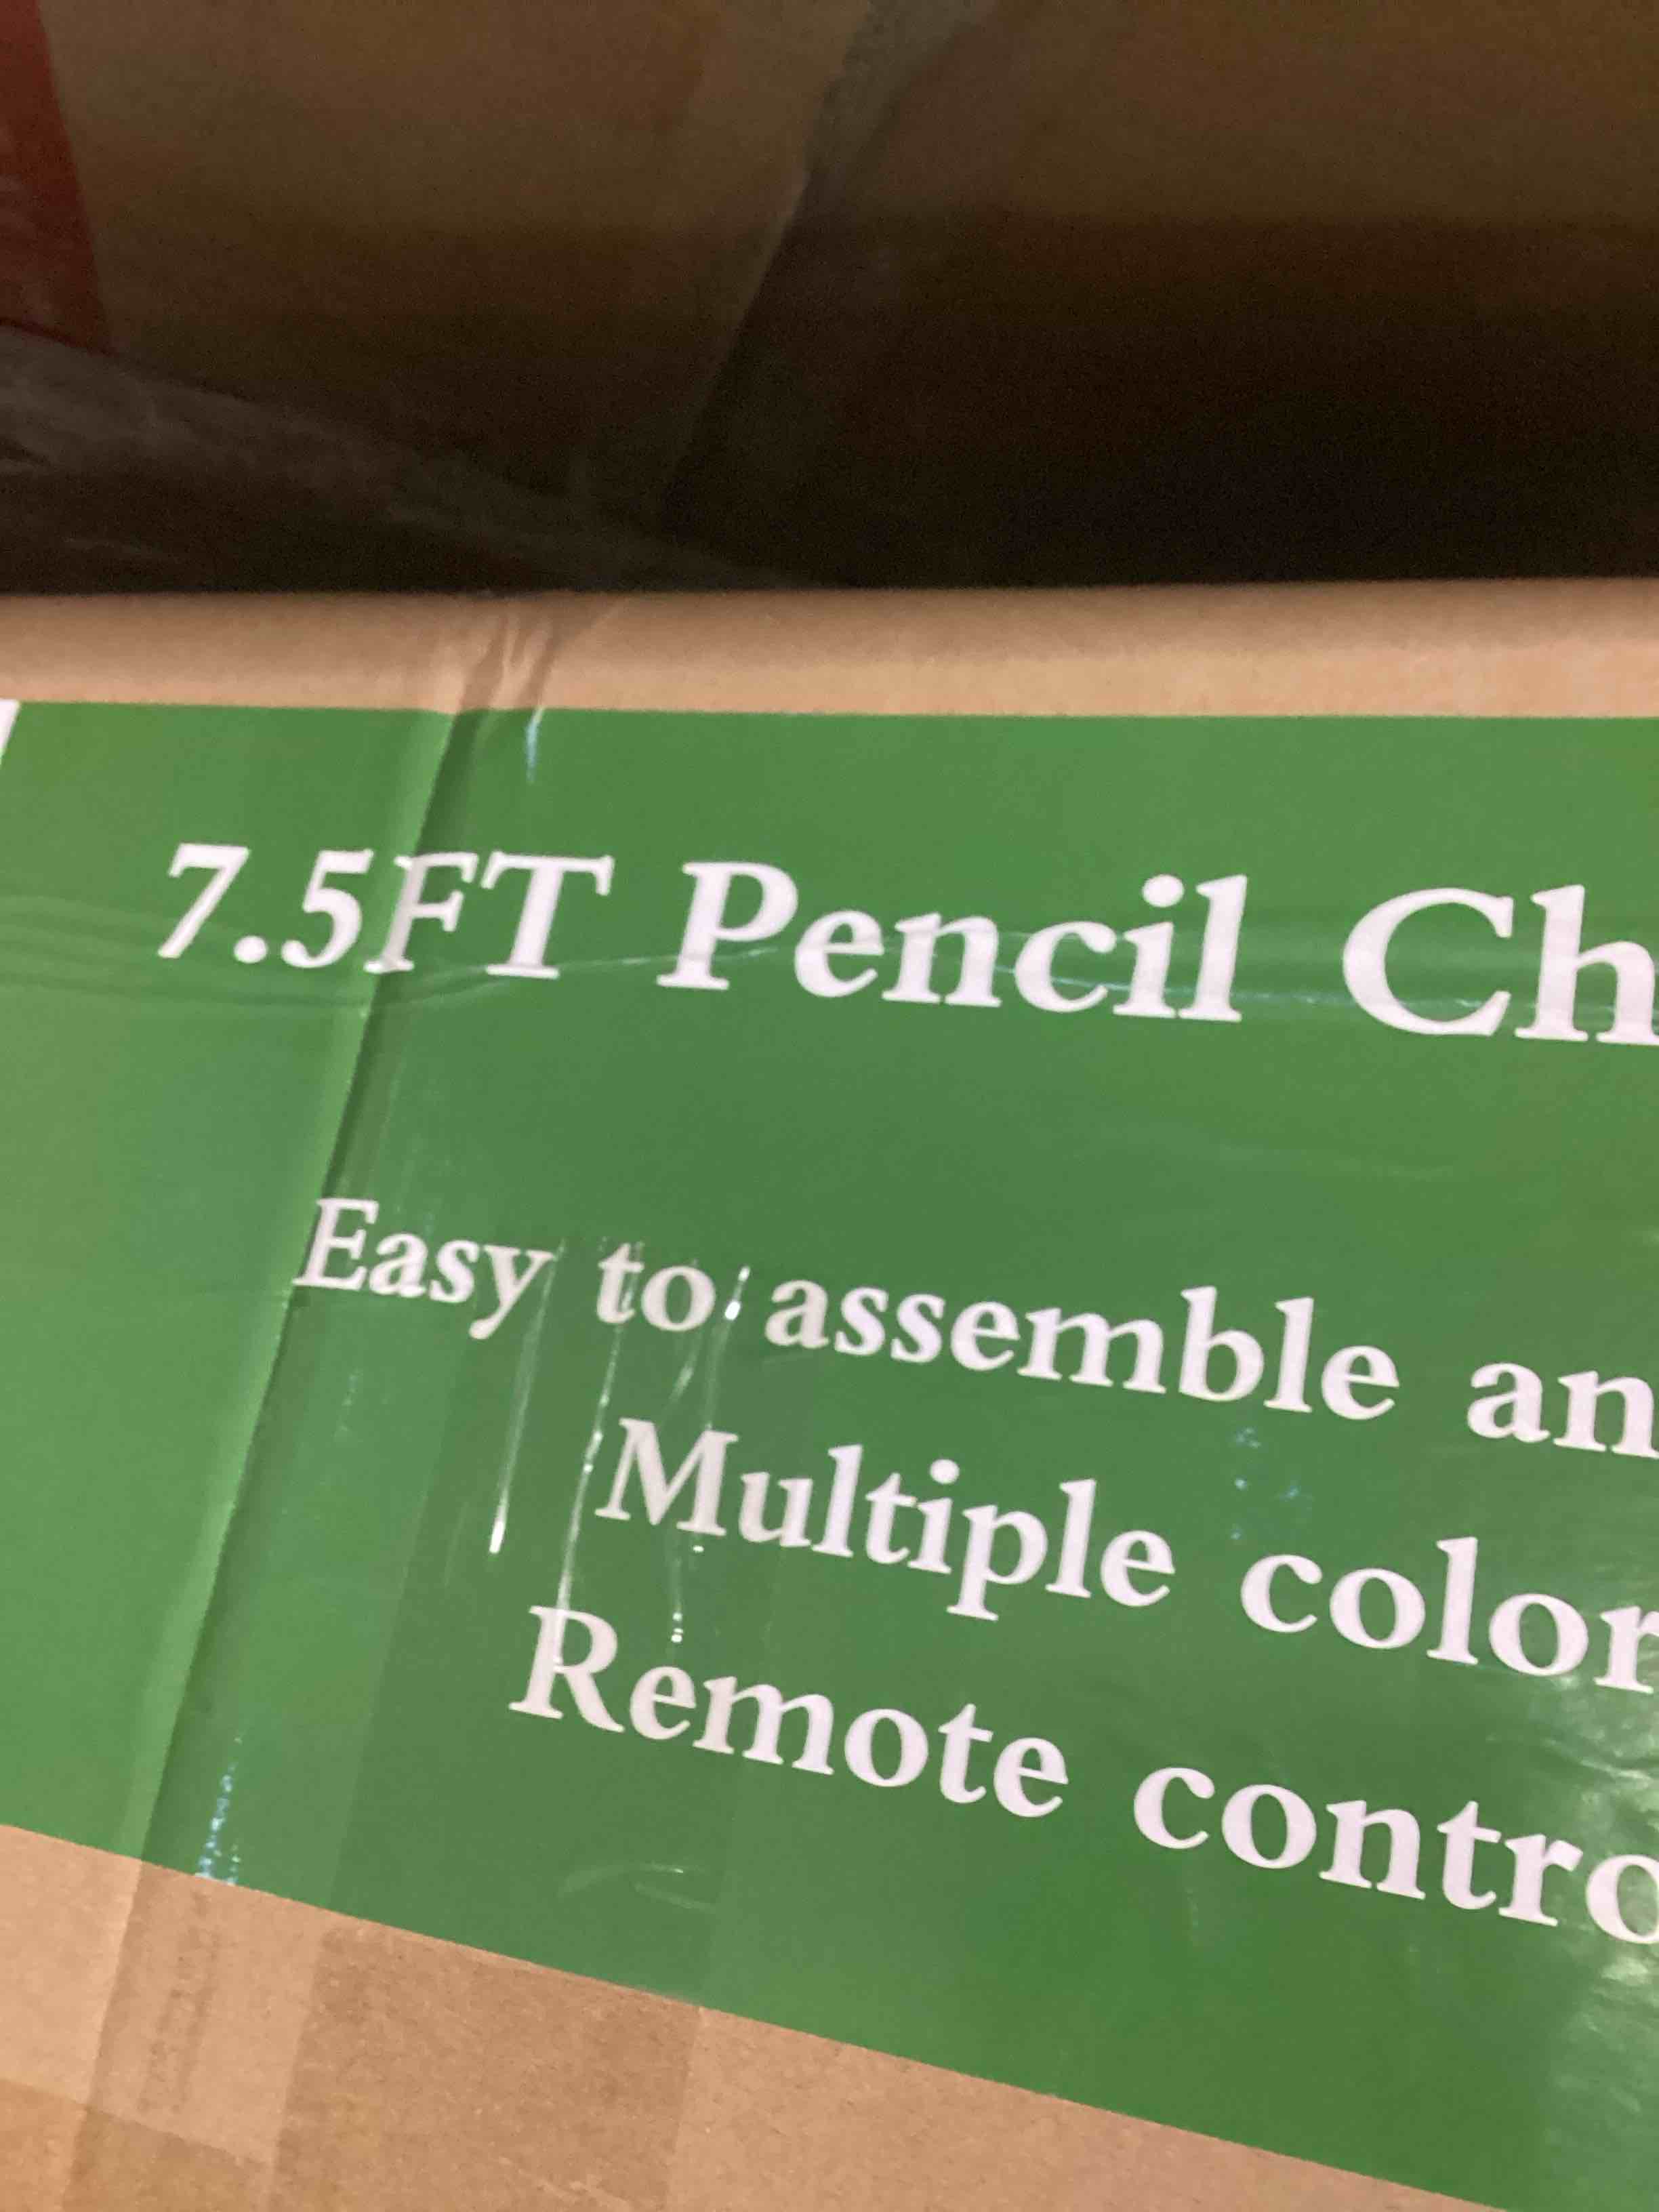 7.5FT Pencil Ch
Easy to assemble an
Multiple color
Remote contro